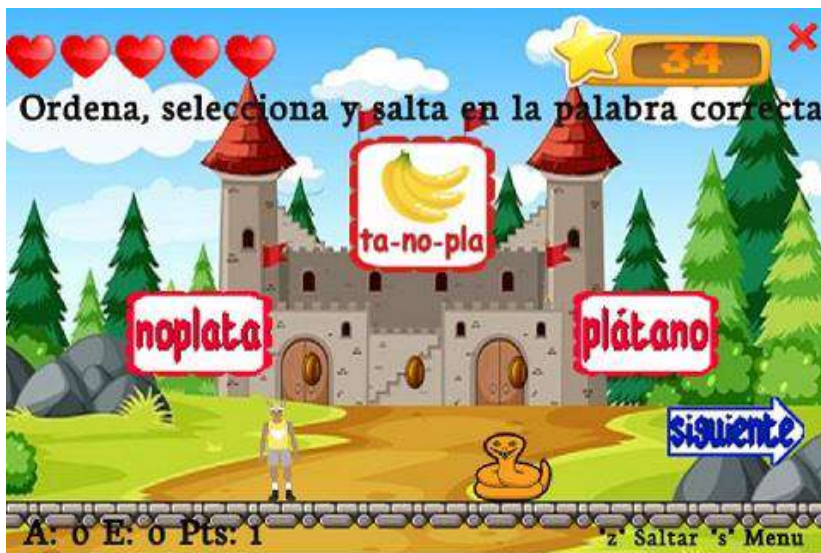 34
Ordena, selecciona y salta en la palabra correcta
ta-no-pla
noplata
plátano
siguiente
A: 0 E: 0 Pts: 1
"z" Saltar "s" Menu